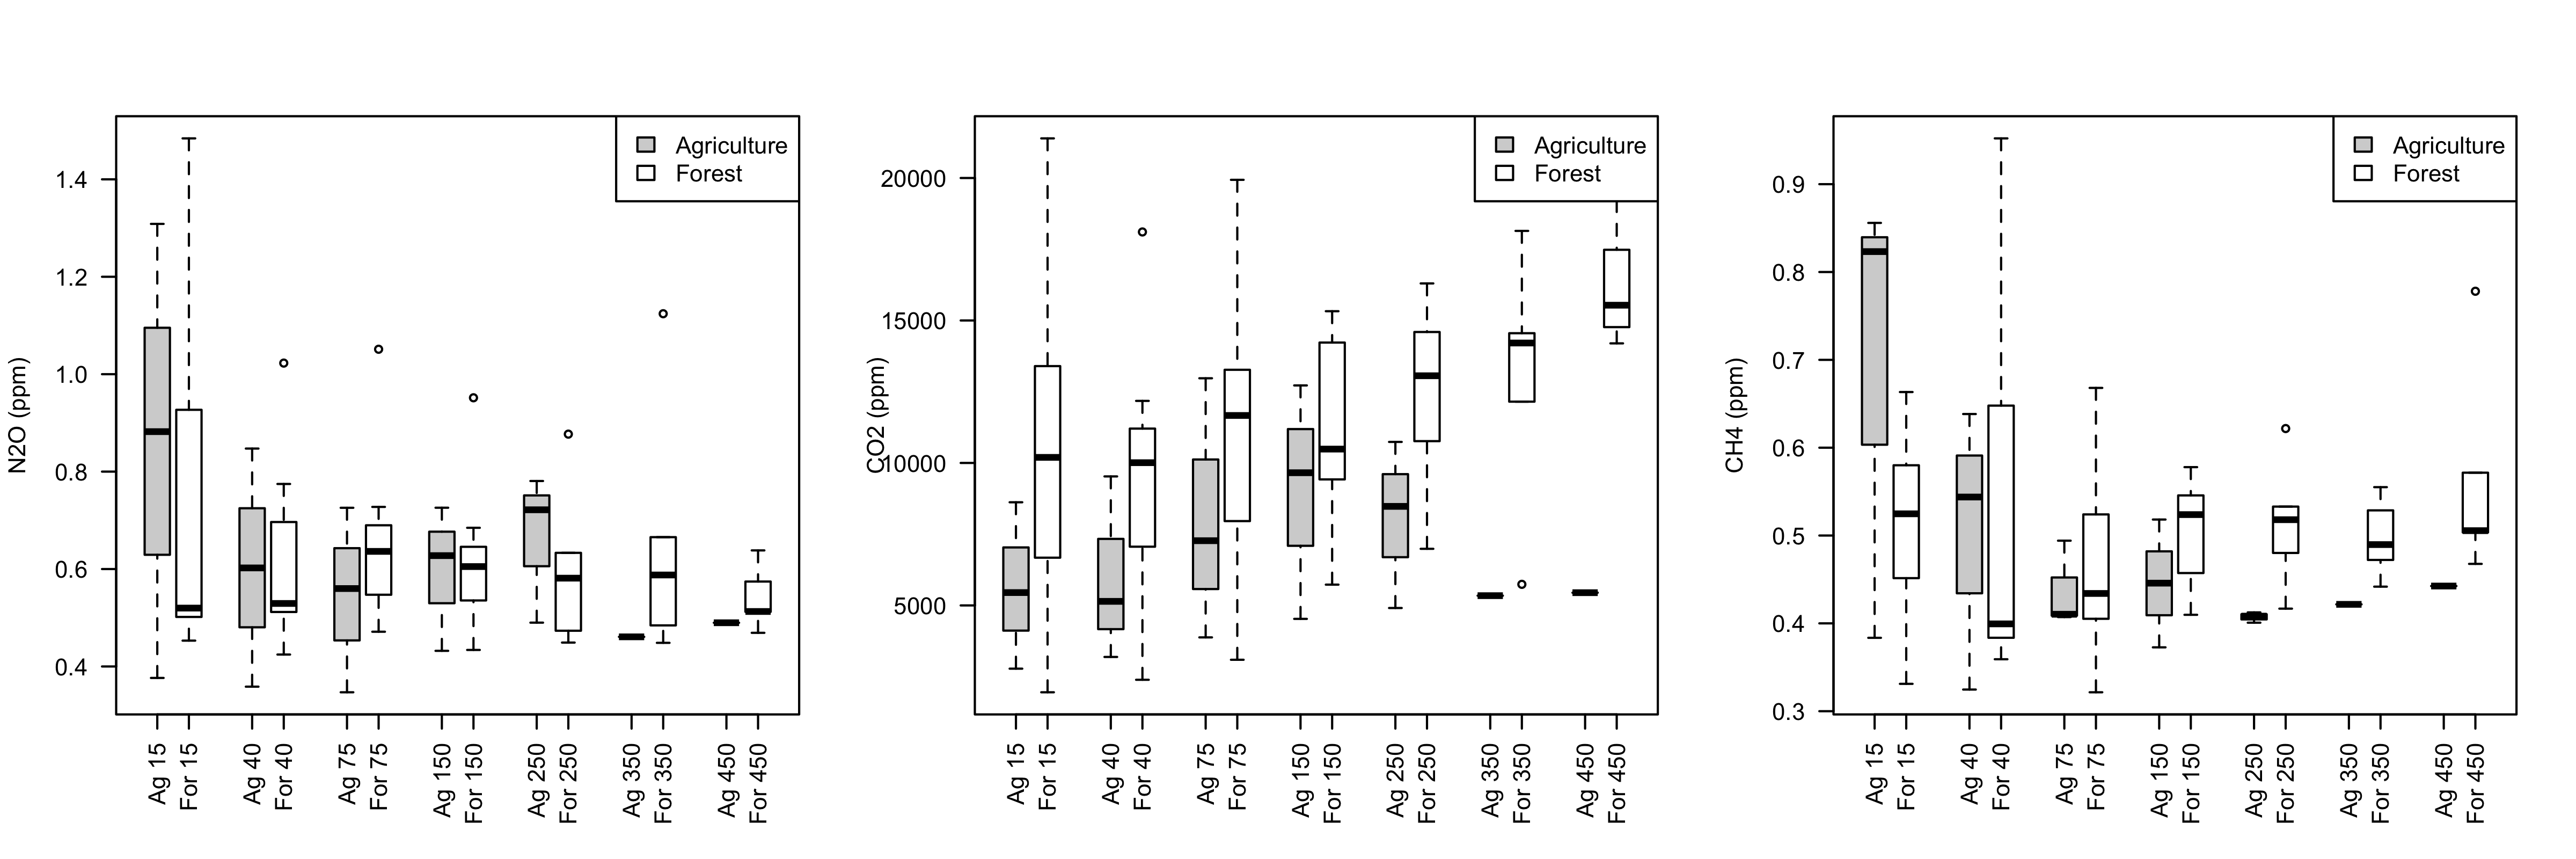 N2O (ppm)
1.4
1.2
1.0
0.8
0.6
0.4
Agriculture
Forest
Ag 15
For 15
Ag 40
For 40
Ag 75
For 75
Ag 150
For 150
Ag 250
For 250
Ag 350
For 350
Ag 450
For 450
CO2 (ppm)
20000
15000
10000
5000
Agriculture
Forest
Ag 15
For 15
Ag 40
For 40
Ag 75
For 75
Ag 150
For 150
Ag 250
For 250
Ag 350
For 350
Ag 450
For 450
CH4 (ppm)
0.9
0.8
0.7
0.6
0.5
0.4
0.3
Agriculture
Forest
Ag 15
For 15
Ag 40
For 40
Ag 75
For 75
Ag 150
For 150
Ag 250
For 250
Ag 350
For 350
Ag 450
For 450